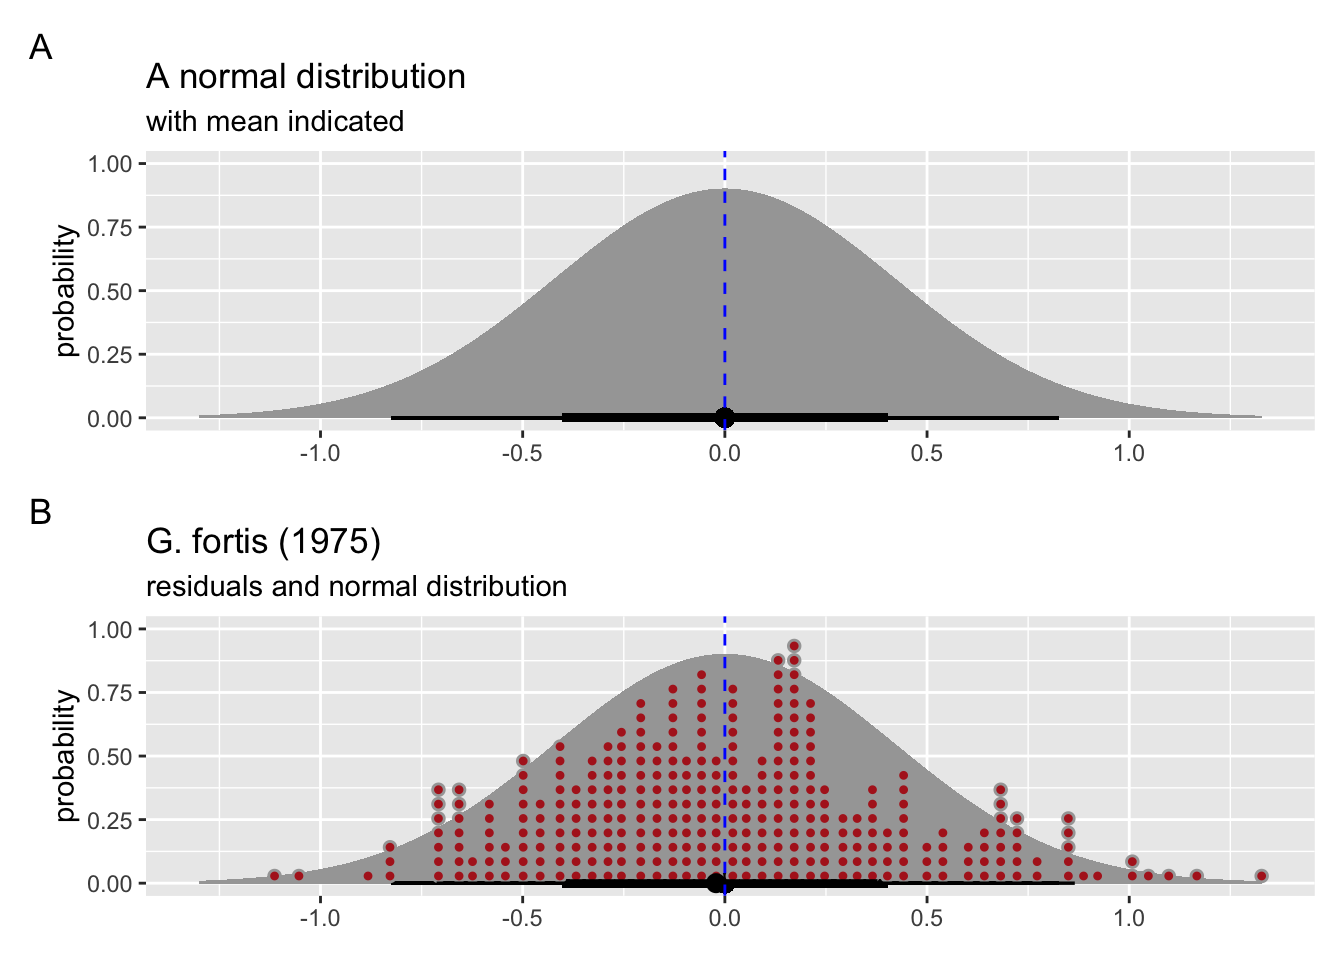 A
A normal distribution
with mean indicated
1.00
0.75
0.50
0.25
0.00
probability
-1.0 -0.5 0.0 0.5 1.0
B
G. fortis (1975)
residuals and normal distribution
1.00
0.75
0.50
0.25
0.00
probability
-1.0 -0.5 0.0 0.5 1.0